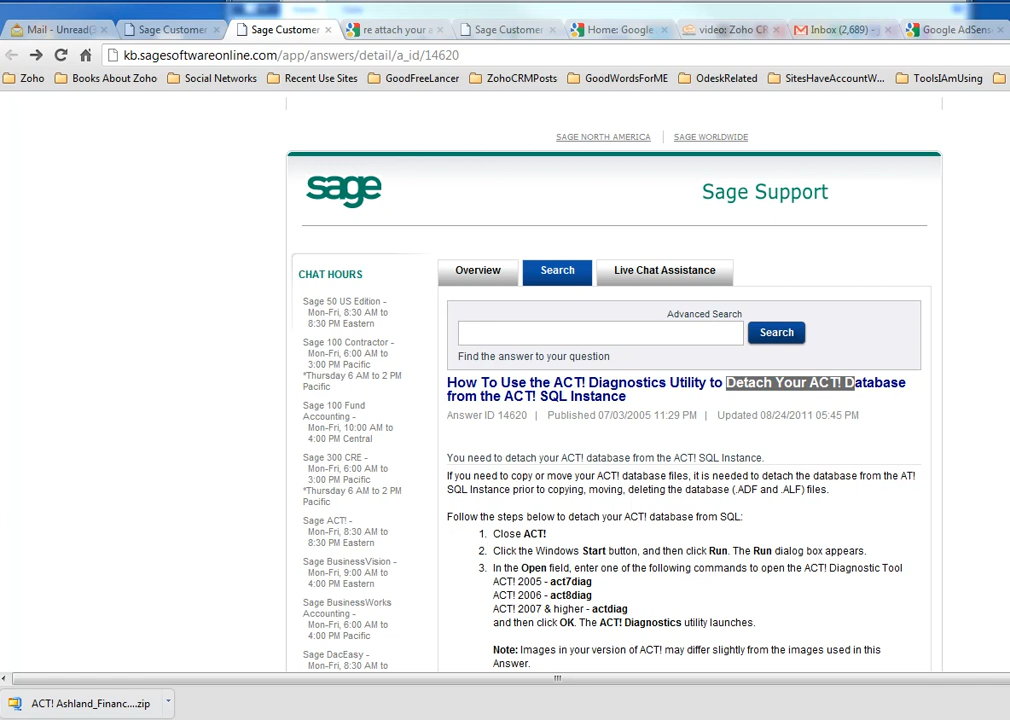 Mail - Unread(3
Sage Customer
Sage Customer
re attach your a
Sage Customer
Home: Google
video: Zoho CR
Inbox (2,689) -
Google AdSens
kb.sagesoftwareonline.com/app/answers/detail/a_id/14620
Zoho
Books About Zoho
Social Networks
Recent Use Sites
GoodFreeLancer
ZohoCRMPosts
GoodWordsForME
OdeskRelated
SitesHaveAccountW...
ToolsIAmUsing
SAGE NORTH AMERICA | SAGE WORLDWIDE
sage
Sage Support
CHAT HOURS
Sage 50 US Edition -
Mon-Fri, 8:30 AM to
8:30 PM Eastern
Sage 100 Contractor -
Mon-Fri, 6:00 AM to
3:00 PM Pacific
*Thursday 6 AM to 2 PM
Pacific
Sage 100 Fund
Accounting -
Mon-Fri, 10:00 AM to
4:00 PM Central
Sage 300 CRE -
Mon-Fri, 6:00 AM to
3:00 PM Pacific
*Thursday 6 AM to 2 PM
Pacific
Sage ACT! -
Mon-Fri, 8:30 AM to
8:30 PM Eastern
Sage BusinessVision -
Mon-Fri, 9:00 AM to
4:00 PM Eastern
Sage BusinessWorks
Accounting -
Mon-Fri, 6:00 AM to
4:00 PM Pacific
Sage DacEasy -
Mon-Fri, 8:30 AM to
Overview
Search
Live Chat Assistance
Advanced Search
Search
Find the answer to your question
How To Use the ACT! Diagnostics Utility to Detach Your ACT! Database
from the ACT! SQL Instance
Answer ID 14620 | Published 07/03/2005 11:29 PM | Updated 08/24/2011 05:45 PM
You need to detach your ACT! database from the ACT! SQL Instance.
If you need to copy or move your ACT! database files, it is needed to detach the database from the AT!
SQL Instance prior to copying, moving, deleting the database (.ADF and .ALF) files.
Follow the steps below to detach your ACT! database from SQL:
1. Close ACT!
2. Click the Windows Start button, and then click Run. The Run dialog box appears.
3. In the Open field, enter one of the following commands to open the ACT! Diagnostic Tool
ACT! 2005 - act7diag
ACT! 2006 - act8diag
ACT! 2007 & higher - actdiag
and then click OK. The ACT! Diagnostics utility launches.
Note: Images in your version of ACT! may differ slightly from the images used in this
Answer.
ACT! Ashland_Financ....zip